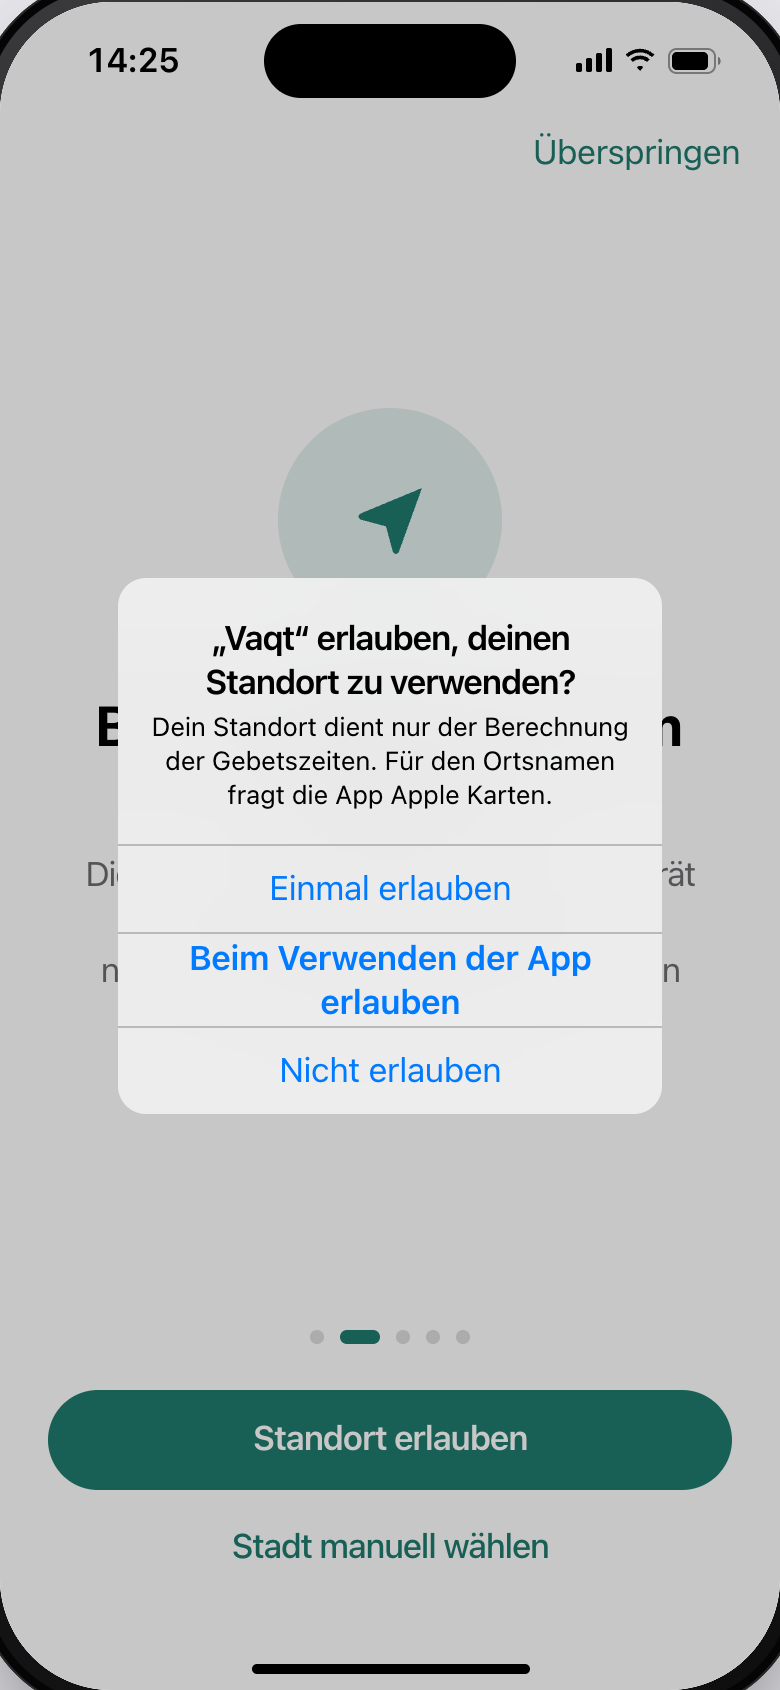 14:25
Überspringen
„Vaqt“ erlauben, deinen
Standort zu verwenden?
Dein Standort dient nur der Berechnung
der Gebetszeiten. Für den Ortsnamen
fragt die App Apple Karten.
Einmal erlauben
Beim Verwenden der App
erlauben
Nicht erlauben
Standort erlauben
Stadt manuell wählen